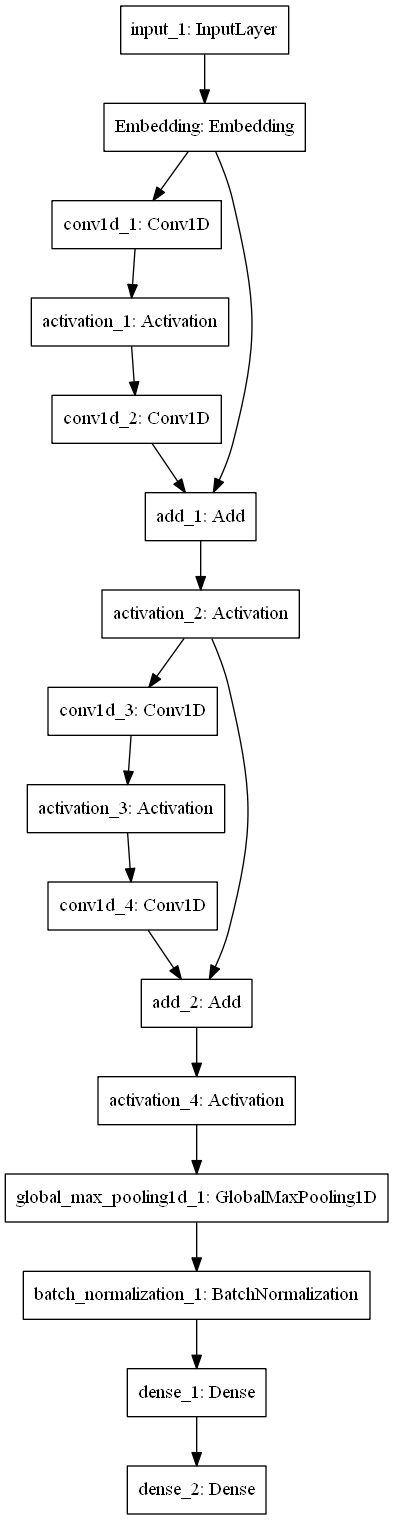 input_1: InputLayer
Embedding: Embedding
conv1d_1: Conv1D
activation_1: Activation
conv1d_2: Conv1D
add_1: Add
activation_2: Activation
conv1d_3: Conv1D
activation_3: Activation
conv1d_4: Conv1D
add_2: Add
activation_4: Activation
global_max_pooling1d_1: GlobalMaxPooling1D
batch_normalization_1: BatchNormalization
dense_1: Dense
dense_2: Dense